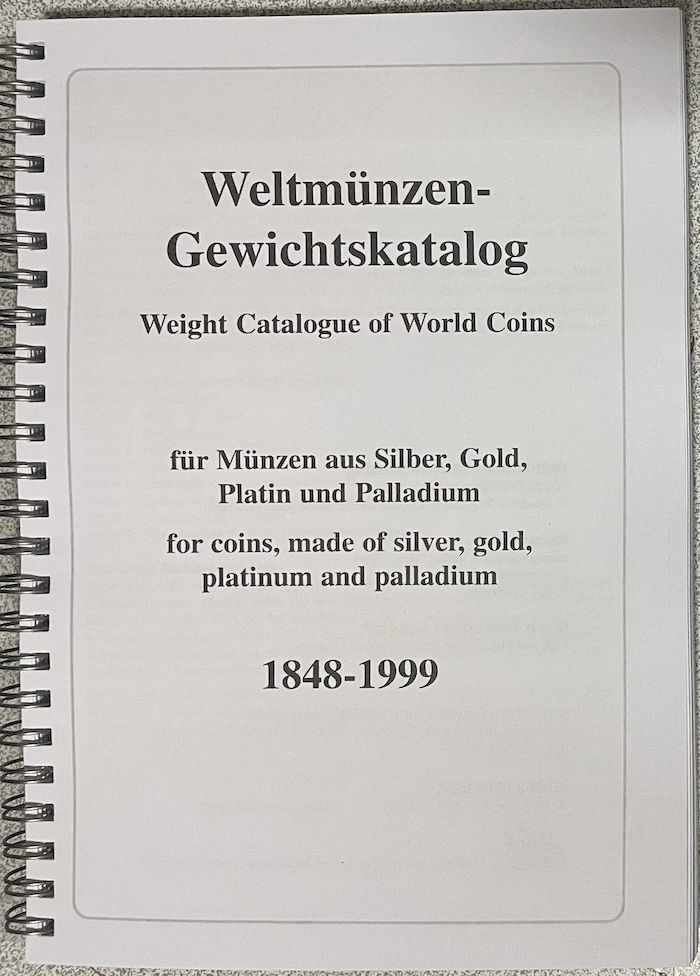 Weltmünzen-
Gewichtskatalog
Weight Catalogue of World Coins
für Münzen aus Silber, Gold,
Platin und Palladium
for coins, made of silver, gold,
platinum and palladium
1848-1999